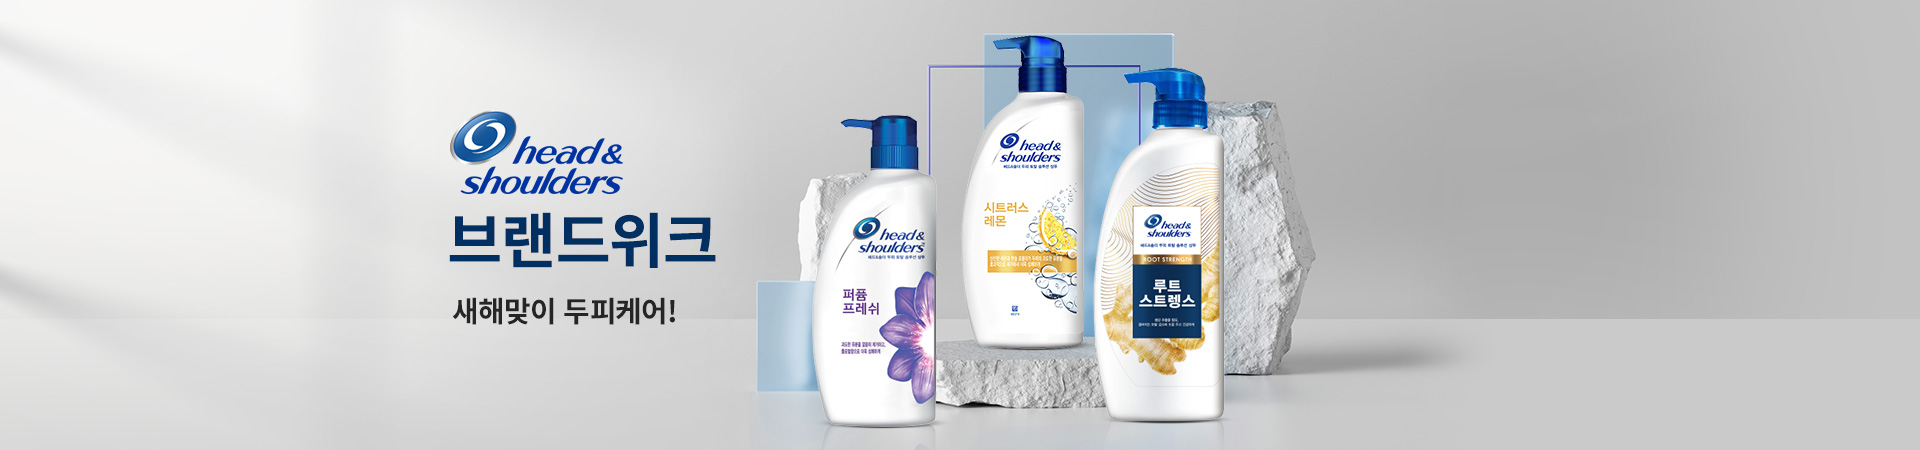 head &
shoulders
브랜드위크
새해맞이 두피케어!
head &
shoulders
퍼퓸
프레쉬
head &
shoulders
시트러스
레몬
head &
shoulders
ROOT STRENGTH
루트
스트렝스